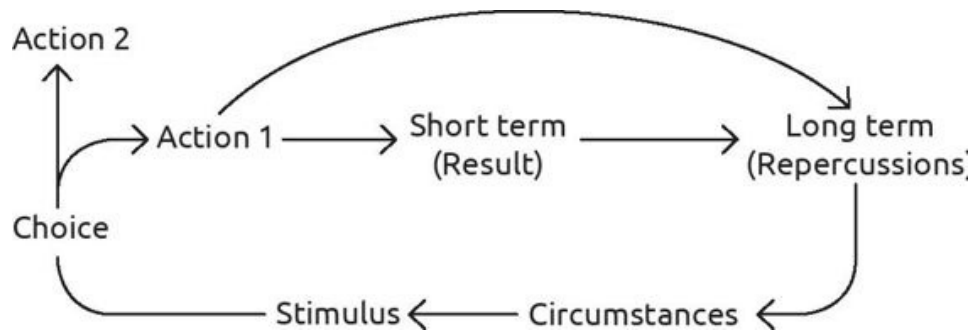 Action 2
Action 1
Short term
(Result)
Long term
(Repercussions)
Choice
Stimulus
Circumstances